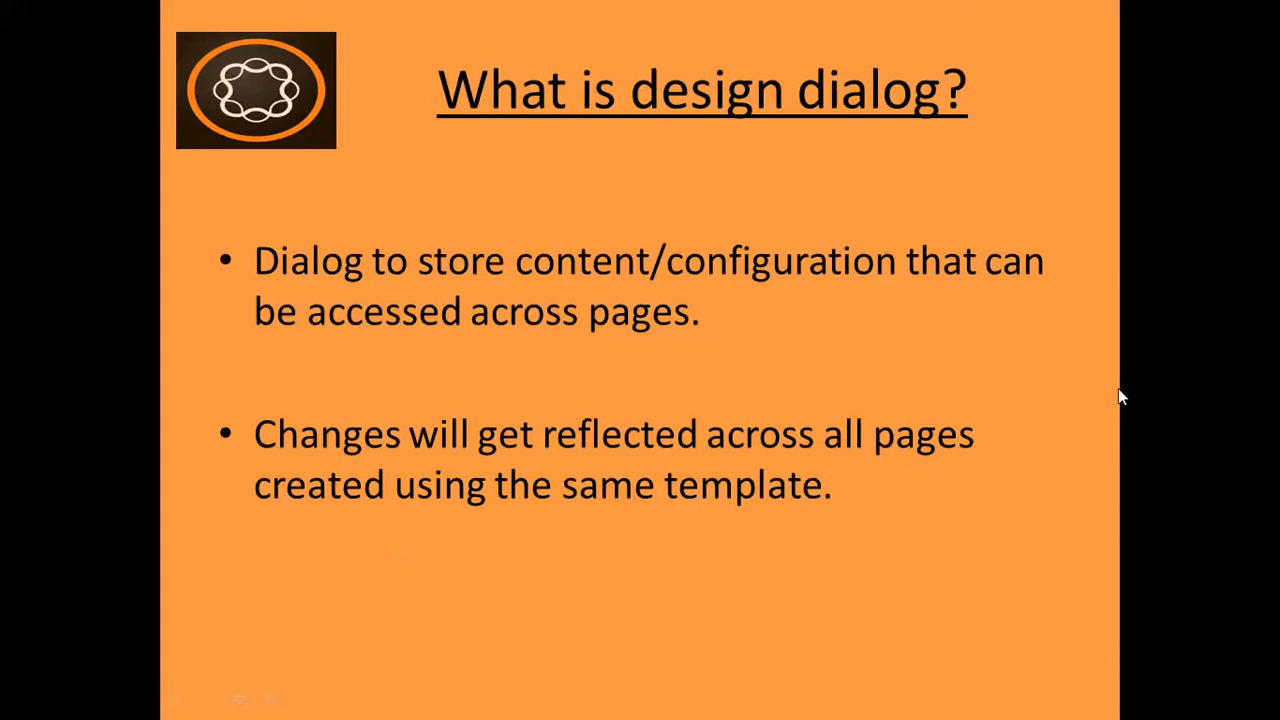 What is design dialog?
• Dialog to store content/configuration that can
be accessed across pages.
• Changes will get reflected across all pages
created using the same template.